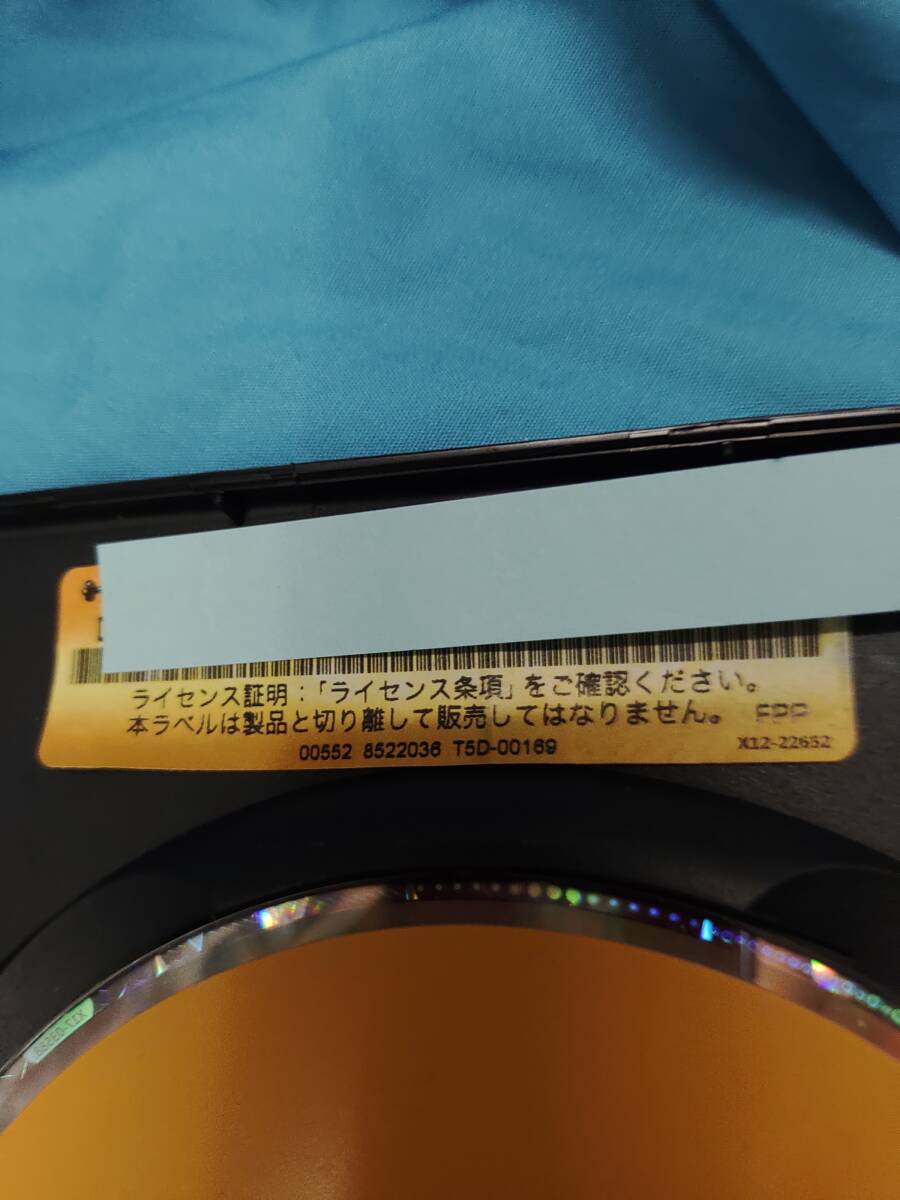 ライセンス証明：「ライセンス条項」をご確認ください。
本ラベルは製品と切り離して販売してはなりません。 FPP
00552 8522036 T5D-00169
X12-22652